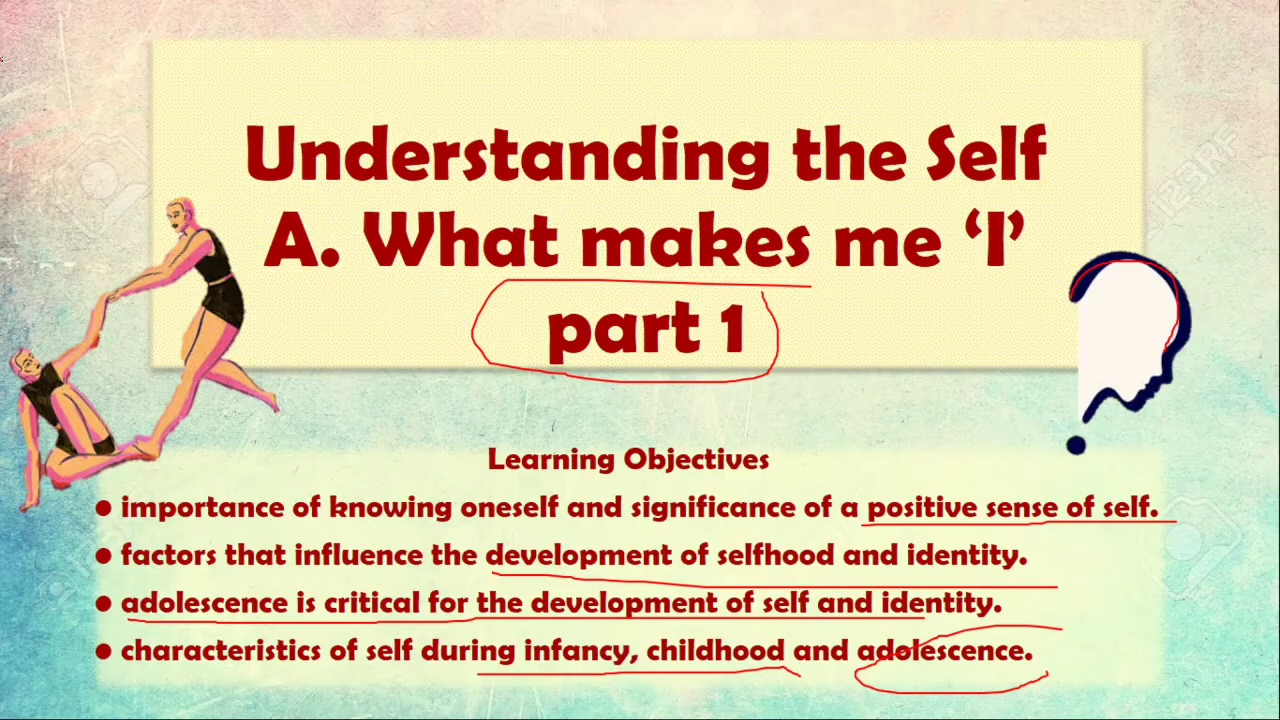 Understanding the Self
A. What makes me ‘I’
part 1
Learning Objectives
● importance of knowing oneself and significance of a positive sense of self.
● factors that influence the development of selfhood and identity.
● adolescence is critical for the development of self and identity.
● characteristics of self during infancy, childhood and adolescence.
123RF